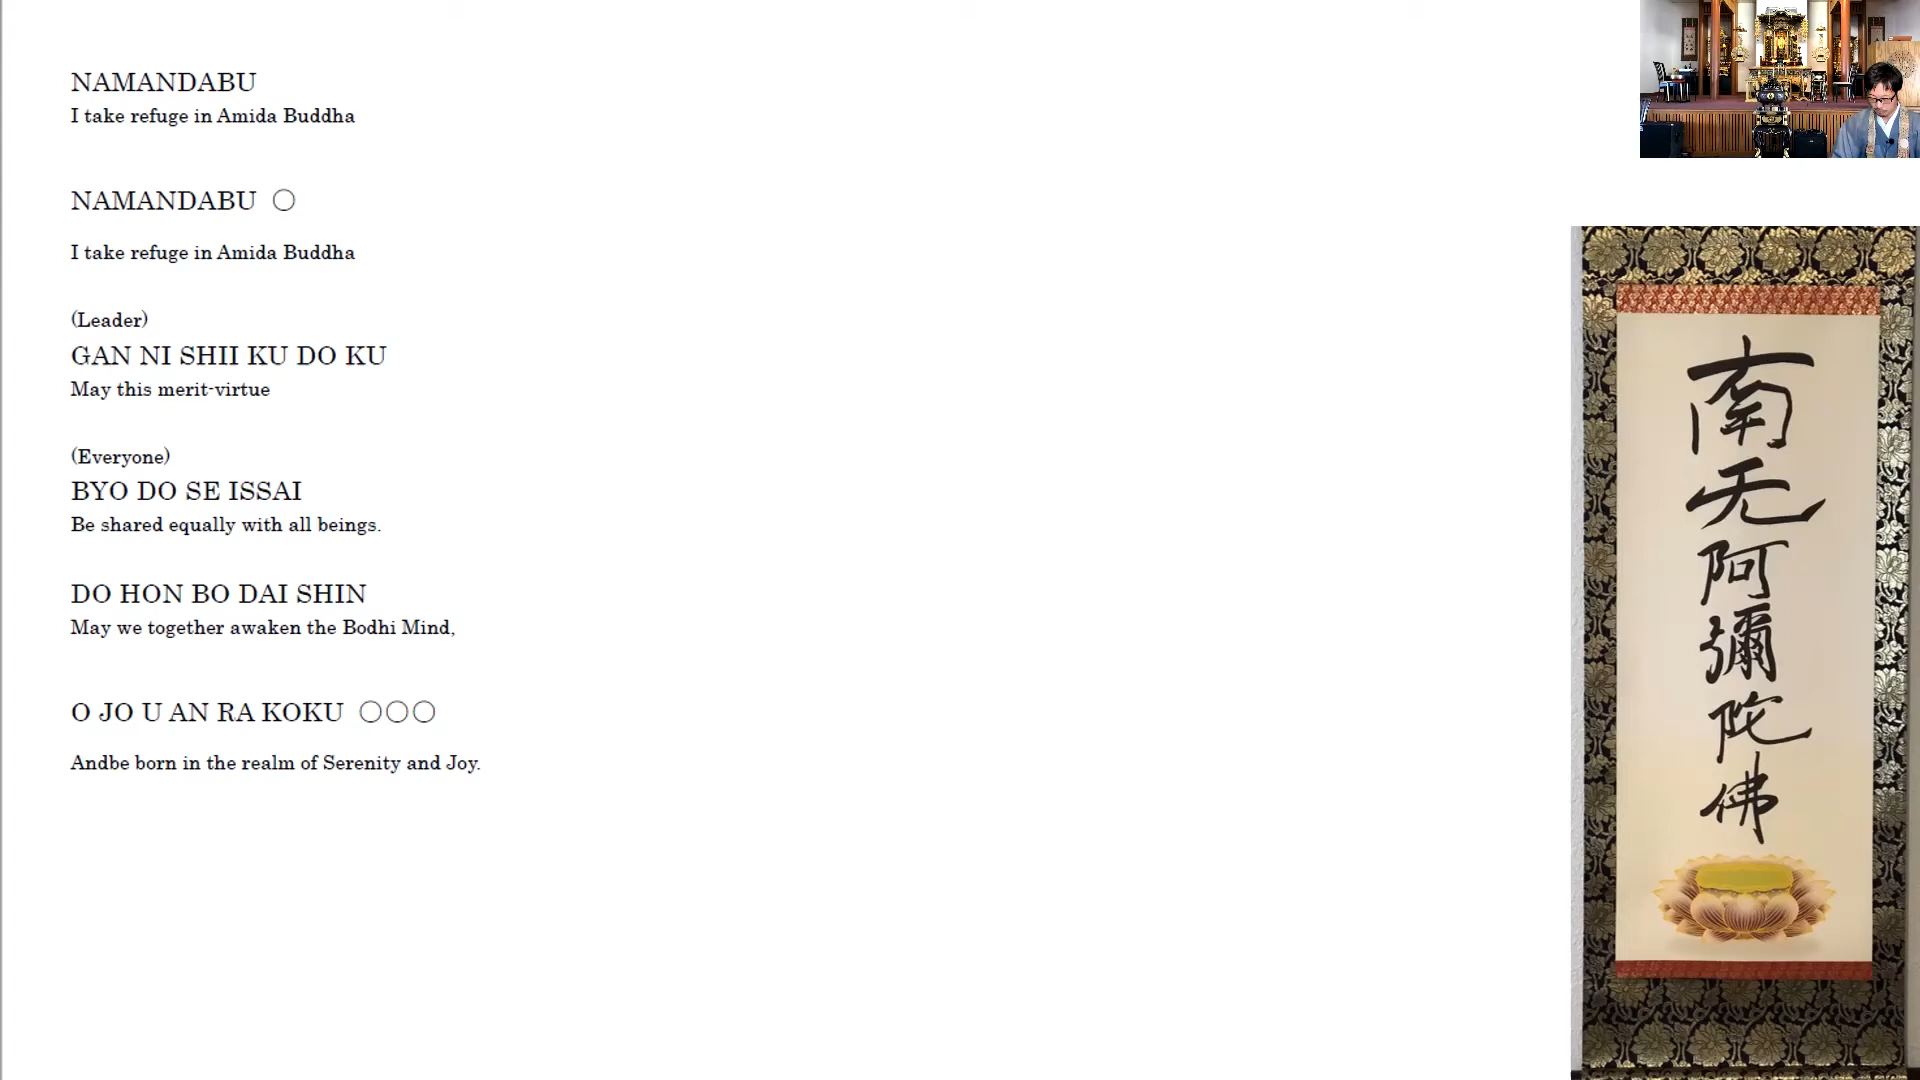 NAMANDABU
I take refuge in Amida Buddha
NAMANDABU ○
I take refuge in Amida Buddha
(Leader)
GAN NI SHII KU DO KU
May this merit-virtue
(Everyone)
BYO DO SE ISSAI
Be shared equally with all beings.
DO HON BO DAI SHIN
May we together awaken the Bodhi Mind,
O JO U AN RA KOKU ○○○
Andbe born in the realm of Serenity and Joy.
南无阿彌陀佛